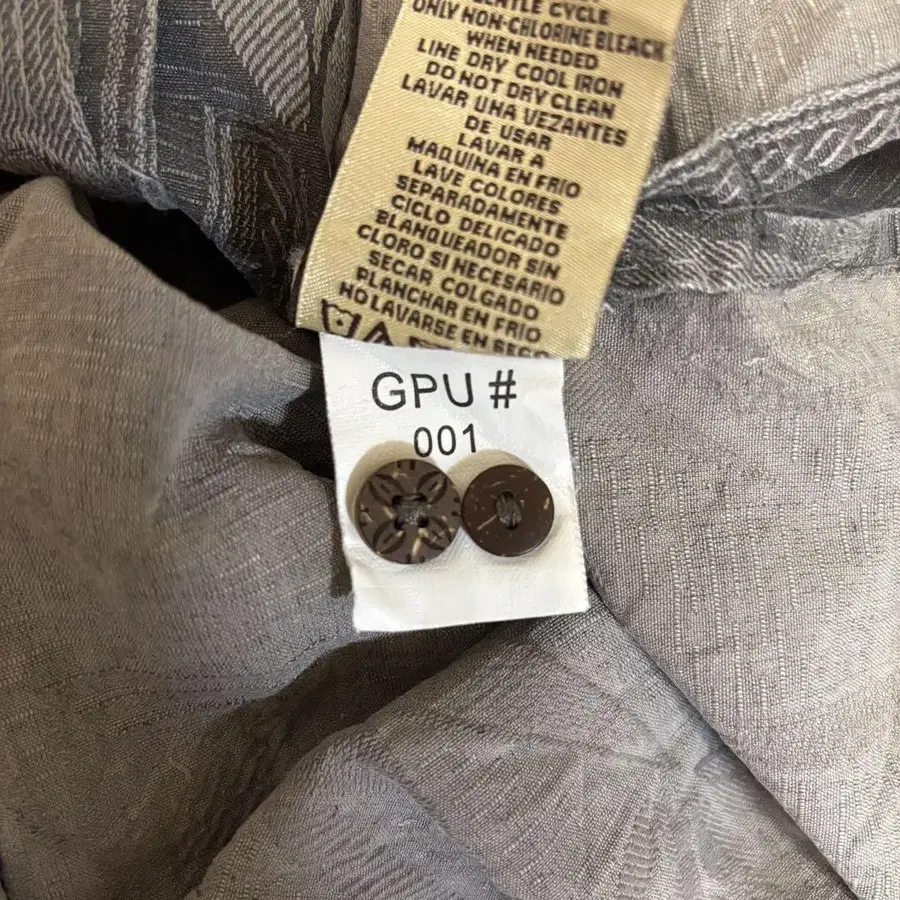 GENTLE CYCLE
ONLY NON-CHLORINE BLEACH
WHEN NEEDED
LINE DRY COOL IRON
DO NOT DRY CLEAN
LAVAR UNA VEZANTES
DE USAR
LAVAR A
MAQUINA EN FRIO
LAVE COLORES
SEPARADAMENTE
CICLO DELICADO
BLANQUEADOR SIN
CLORO SI NECESARIO
SECAR COLGADO
PLANCHAR EN FRIO
NO LAVARSE EN SECO
GPU #
001